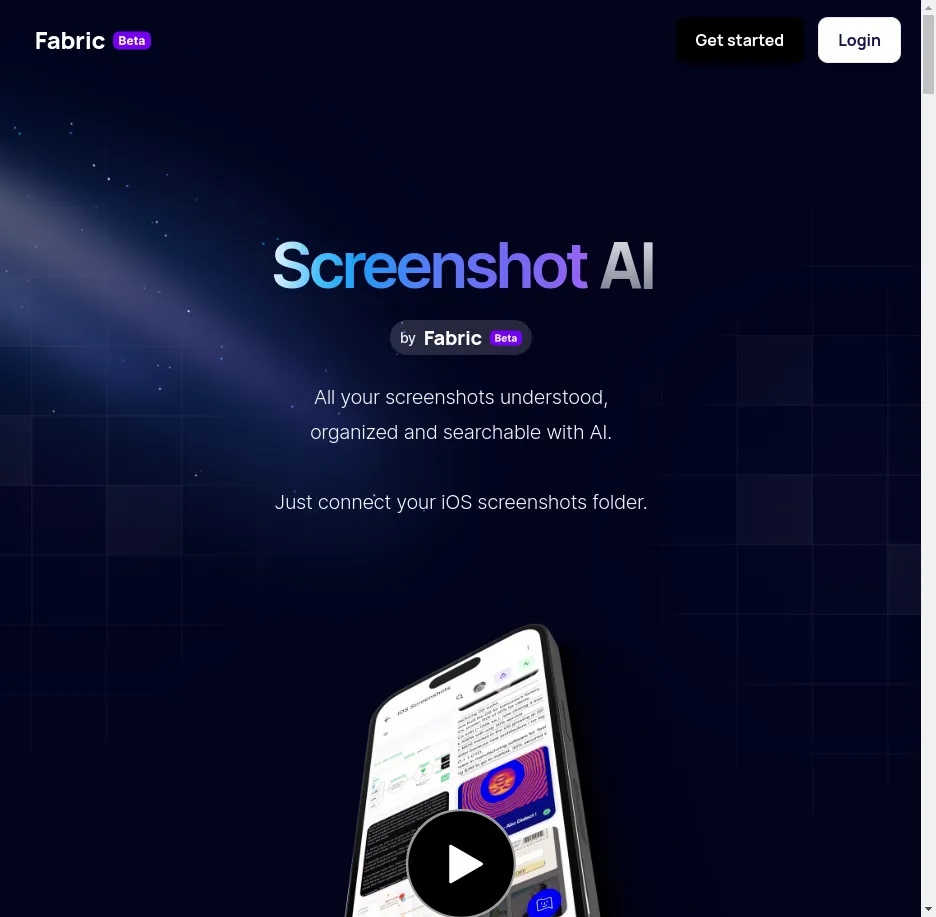 Fabric Beta
Get started
Login
Screenshot AI
by Fabric Beta
All your screenshots understood,
organized and searchable with AI.
Just connect your iOS screenshots folder.
iOS Screenshots